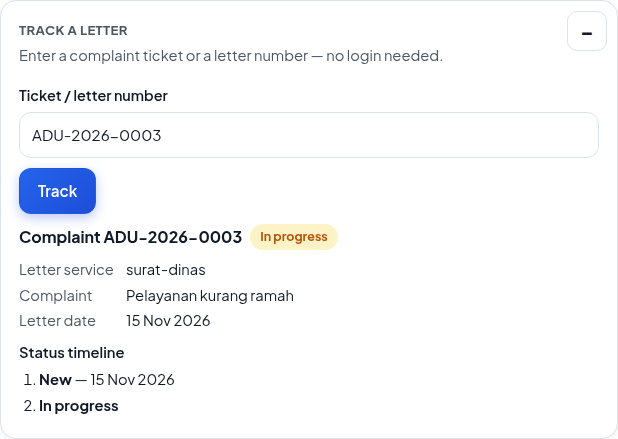 TRACK A LETTER
Enter a complaint ticket or a letter number — no login needed.
Ticket / letter number
ADU-2026-0003
Track
Complaint ADU-2026-0003 In progress
Letter service surat-dinas
Complaint Pelayanan kurang ramah
Letter date 15 Nov 2026
Status timeline
1. New — 15 Nov 2026
2. In progress